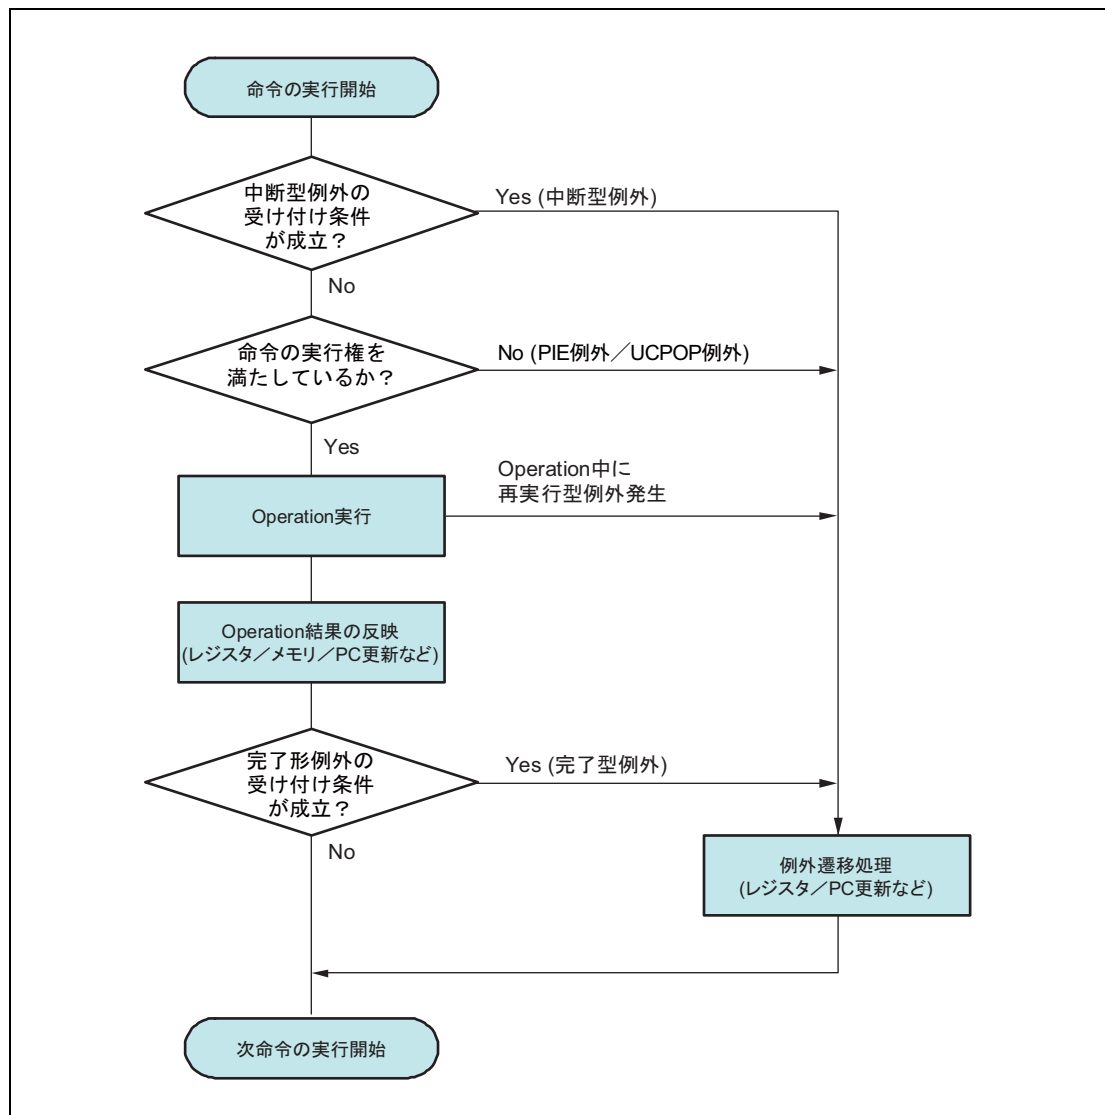 命令の実行開始
中断型例外の
受け付け条件
が成立？
Yes (中断型例外)
No
命令の実行権を
満たしているか？
No (PIE例外／UCPOP例外)
Yes
Operation中に
再実行型例外発生
Operation実行
Operation結果の反映
(レジスタ／メモリ／PC更新など)
完了形例外の
受け付け条件
が成立？
Yes (完了型例外)
No
例外遷移処理
(レジスタ／PC更新など)
次命令の実行開始